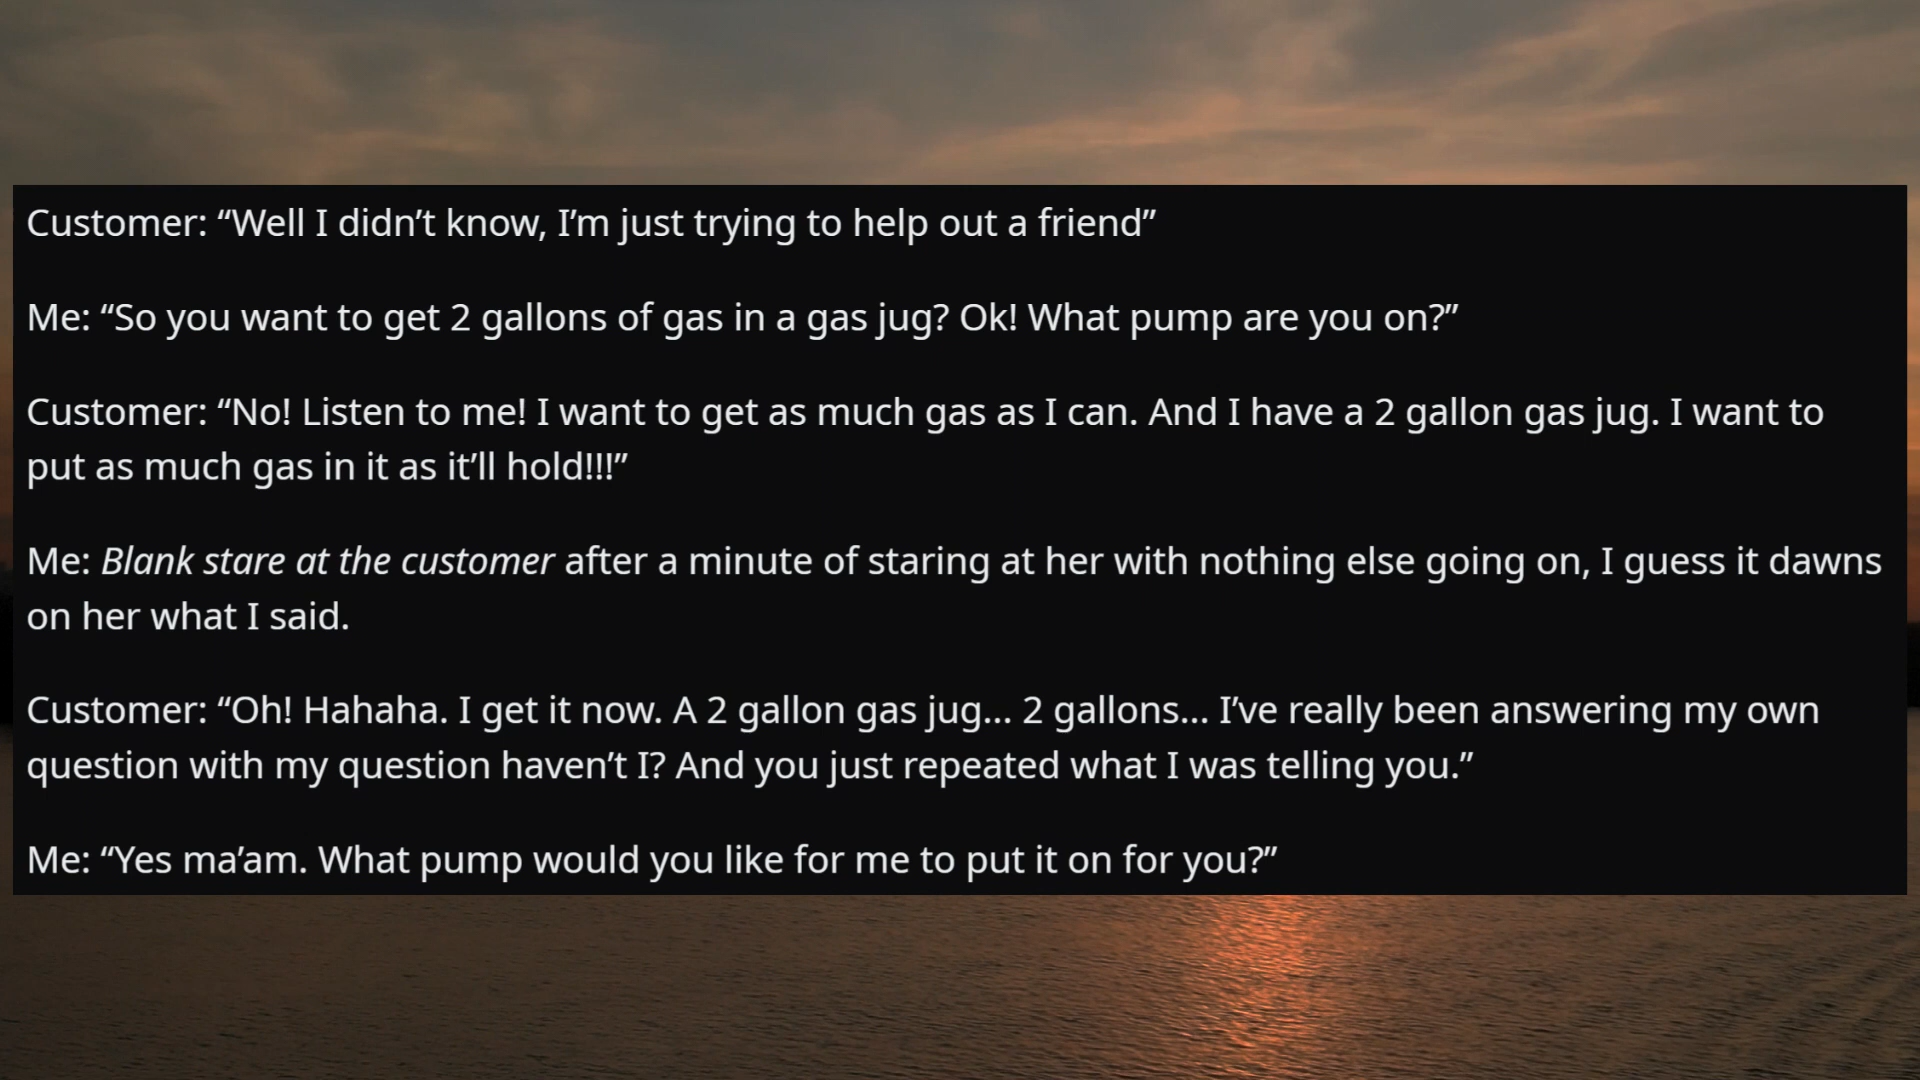 Customer: “Well I didn’t know, I’m just trying to help out a friend”
Me: “So you want to get 2 gallons of gas in a gas jug? Ok! What pump are you on?”
Customer: “No! Listen to me! I want to get as much gas as I can. And I have a 2 gallon gas jug. I want to
put as much gas in it as it’ll hold!!!”
Me: Blank stare at the customer after a minute of staring at her with nothing else going on, I guess it dawns
on her what I said.
Customer: “Oh! Hahaha. I get it now. A 2 gallon gas jug... 2 gallons... I’ve really been answering my own
question with my question haven’t I? And you just repeated what I was telling you.”
Me: “Yes ma’am. What pump would you like for me to put it on for you?”